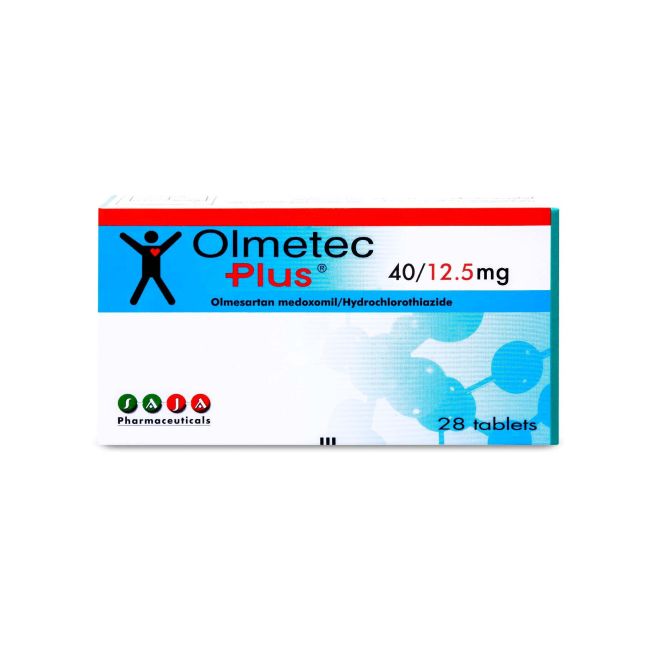 Olmetec
Plus® 40/12.5mg
Olmesartan medoxomil/Hydrochlorothiazide
SAJA
Pharmaceuticals
28 tablets